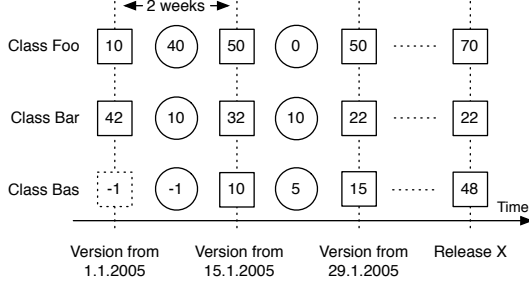 2 weeks
Class Foo 10 40 50 0 50 70
Class Bar 42 10 32 10 22 22
Class Bas -1 -1 10 5 15 48
Time
Version from Version from Version from Release X
1.1.2005 15.1.2005 29.1.2005